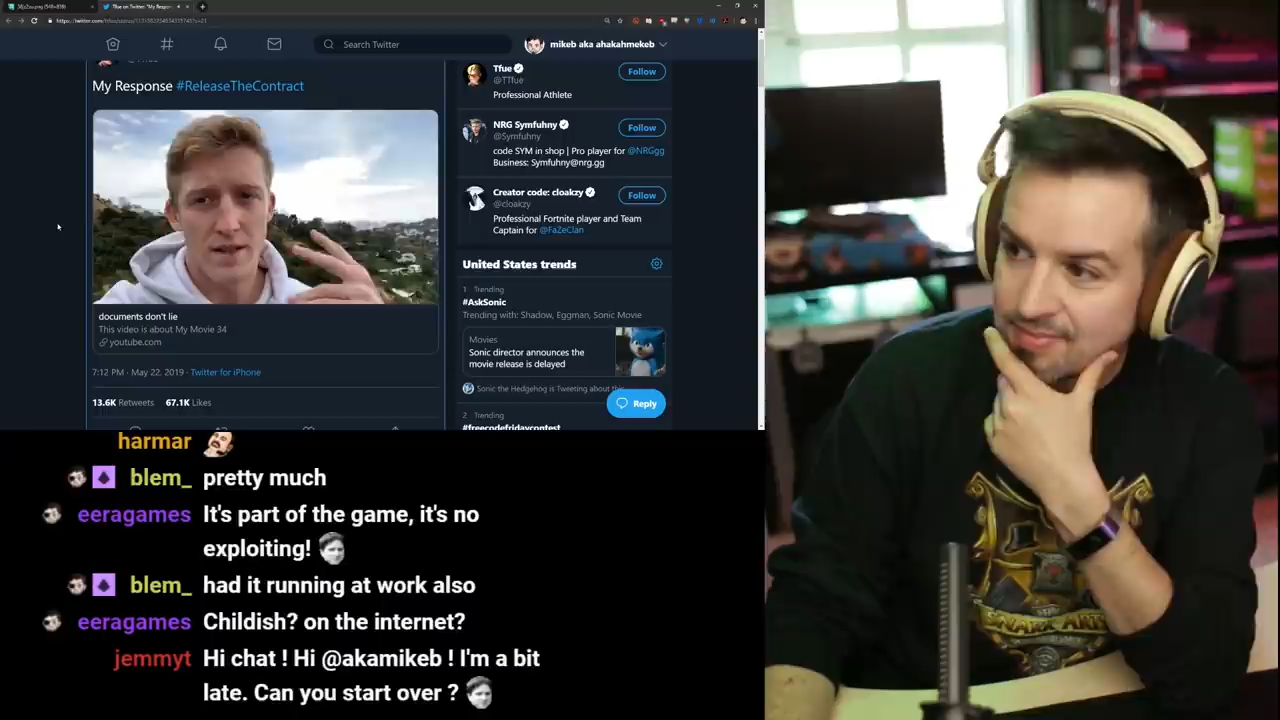 Tfue on Twitter: "My Respon
Search Twitter
mikeb aka ahakahmekeb
My Response #ReleaseTheContract
documents don't lie
This video is about My Movie 34
youtube.com
7:12 PM · May 22, 2019 · Twitter for iPhone
13.6K Retweets 67.1K Likes
Tfue
@TTfue
Follow
Professional Athlete
NRG Symfuhny
@Symfuhny
Follow
code SYM in shop | Pro player for @NRGgg
Business: Symfuhny@nrg.gg
Creator code: cloakzy
@cloakzy
Follow
Professional Fortnite player and Team
Captain for @FaZeClan
United States trends
1 · Trending
#AskSonic
Trending with: Shadow, Eggman, Sonic Movie
Movies
Sonic director announces the
movie release is delayed
Sonic the Hedgehog is Tweeting about this
Reply
2 · Trending
#freecodefridaycontest
harmar
blem_ pretty much
eeragames It's part of the game, it's no
exploiting!
blem_ had it running at work also
eeragames Childish? on the internet?
jemmyt Hi chat ! Hi @akamikeb ! I'm a bit
late. Can you start over ?
SNARK ARTS